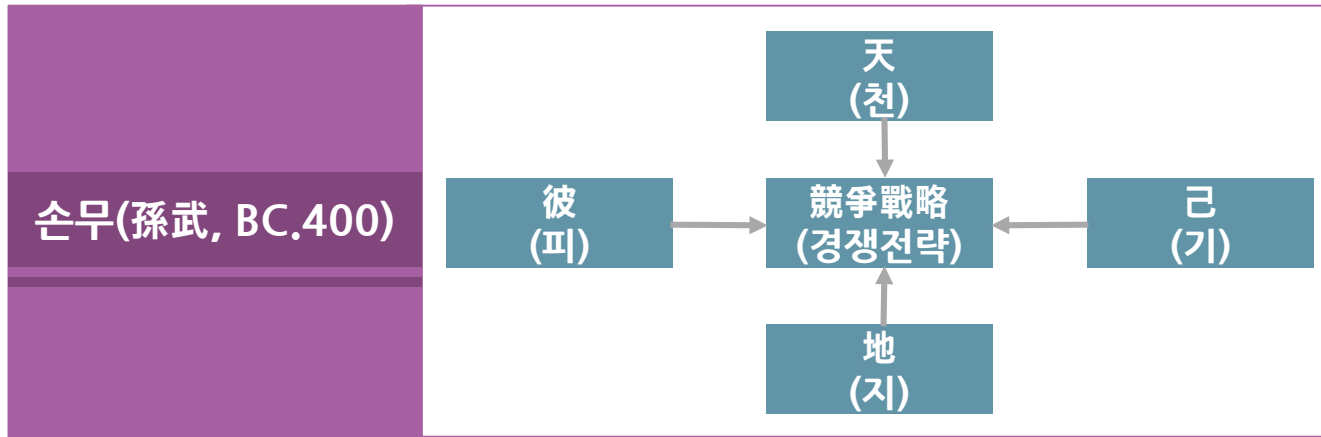 손무(孫武, BC.400)
天
(천)
彼
(피)
競爭戰略
(경쟁전략)
己
(기)
地
(지)